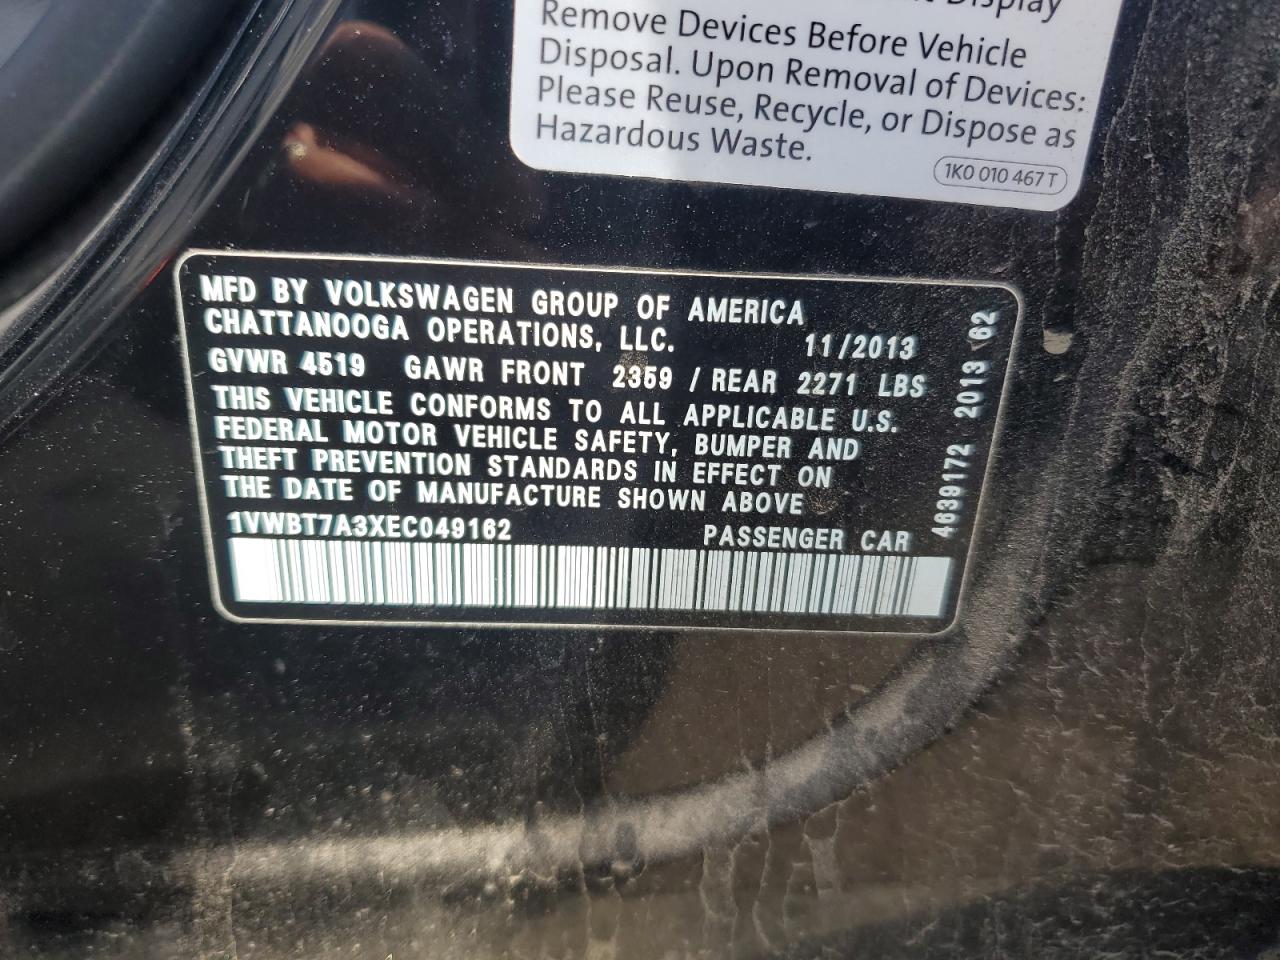 Display
Remove Devices Before Vehicle
Disposal. Upon Removal of Devices:
Please Reuse, Recycle, or Dispose as
Hazardous Waste.
1K0 010 467 T
MFD BY VOLKSWAGEN GROUP OF AMERICA
CHATTANOOGA OPERATIONS, LLC. 11/2013
GVWR 4519 GAWR FRONT 2359 / REAR 2271 LBS
THIS VEHICLE CONFORMS TO ALL APPLICABLE U.S.
FEDERAL MOTOR VEHICLE SAFETY, BUMPER AND
THEFT PREVENTION STANDARDS IN EFFECT ON
THE DATE OF MANUFACTURE SHOWN ABOVE
1VWBT7A3XEC049162 PASSENGER CAR
4639172 2013 62